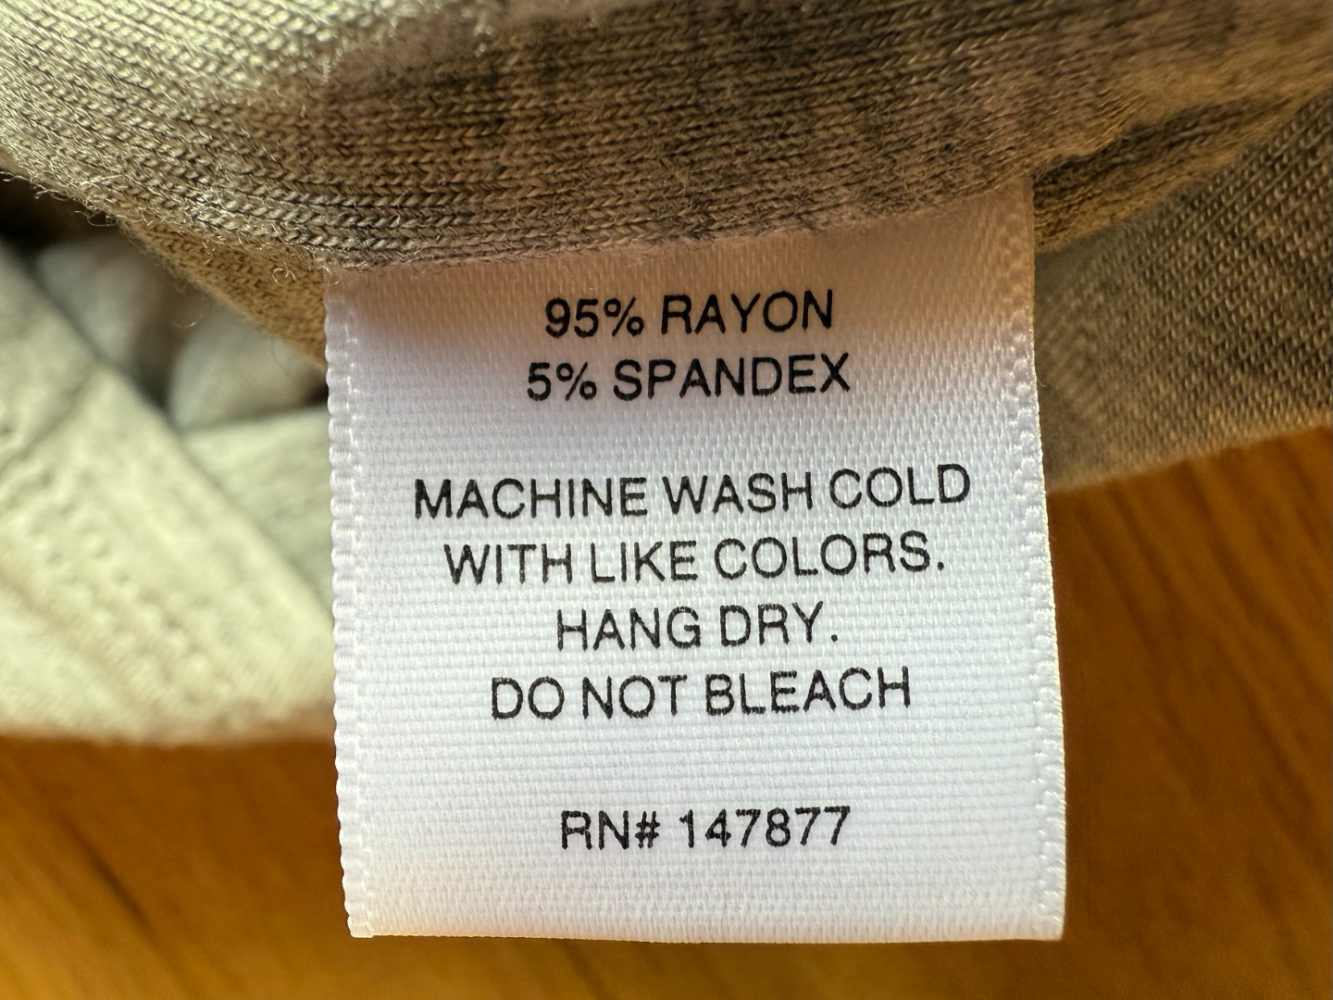 95% RAYON
5% SPANDEX
MACHINE WASH COLD
WITH LIKE COLORS.
HANG DRY.
DO NOT BLEACH
RN# 147877